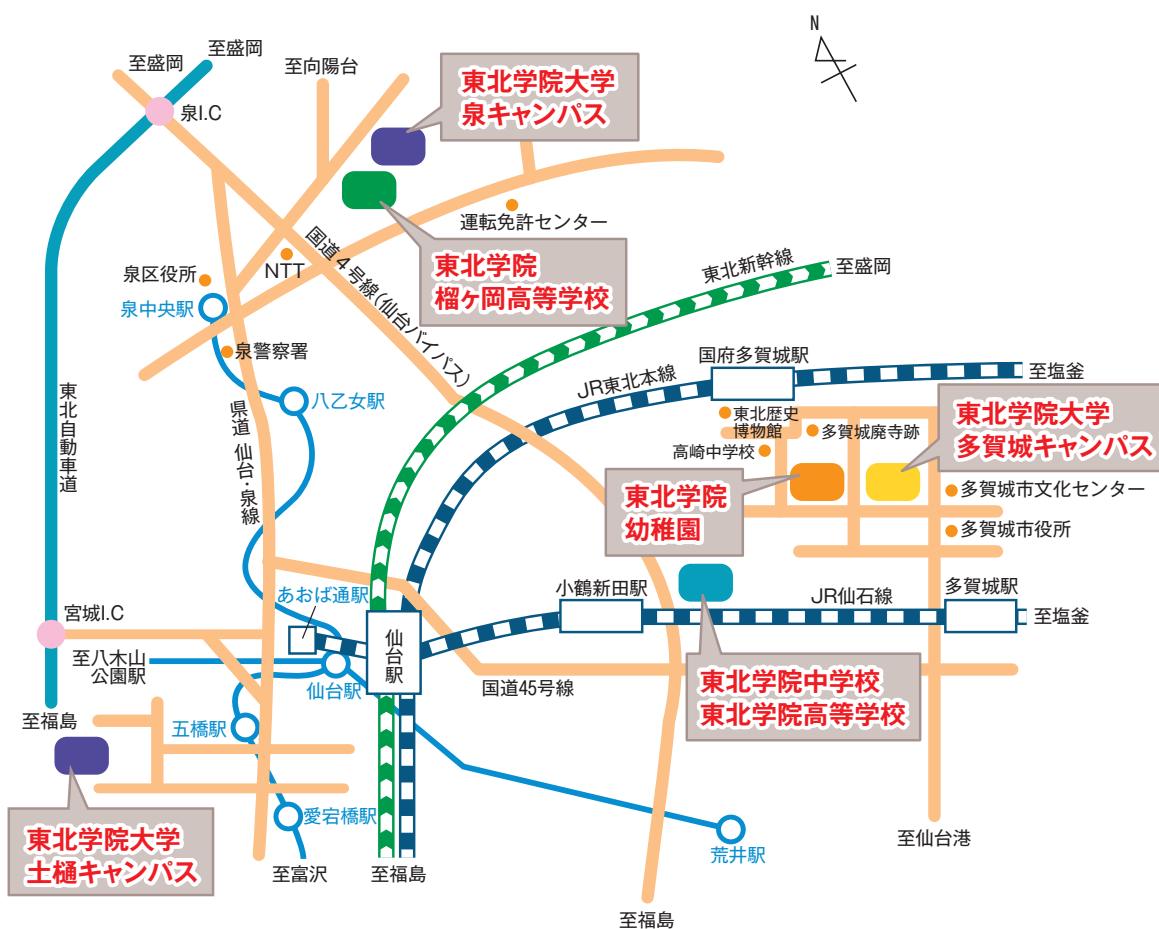 N
至盛岡
至盛岡
至向陽台
東北学院大学
泉キャンパス
泉I.C
運転免許センター
国道4号線(仙台バイパス)
NTT
泉区役所
泉中央駅
東北学院
榴ヶ岡高等学校
東北新幹線
至盛岡
泉警察署
国府多賀城駅
JR東北本線
至塩釜
八乙女駅
東北自動車道
県道 仙台・泉線
東北歴史
博物館
多賀城廃寺跡
高崎中学校
東北学院大学
多賀城キャンパス
東北学院
幼稚園
多賀城市文化センター
多賀城市役所
あおば通駅
小鶴新田駅
JR仙石線
多賀城駅
至塩釜
宮城I.C
仙台駅
至八木山
公園駅
仙台駅
国道45号線
東北学院中学校
東北学院高等学校
至福島
五橋駅
愛宕橋駅
東北学院大学
土樋キャンパス
至富沢
至福島
荒井駅
至仙台港
至福島